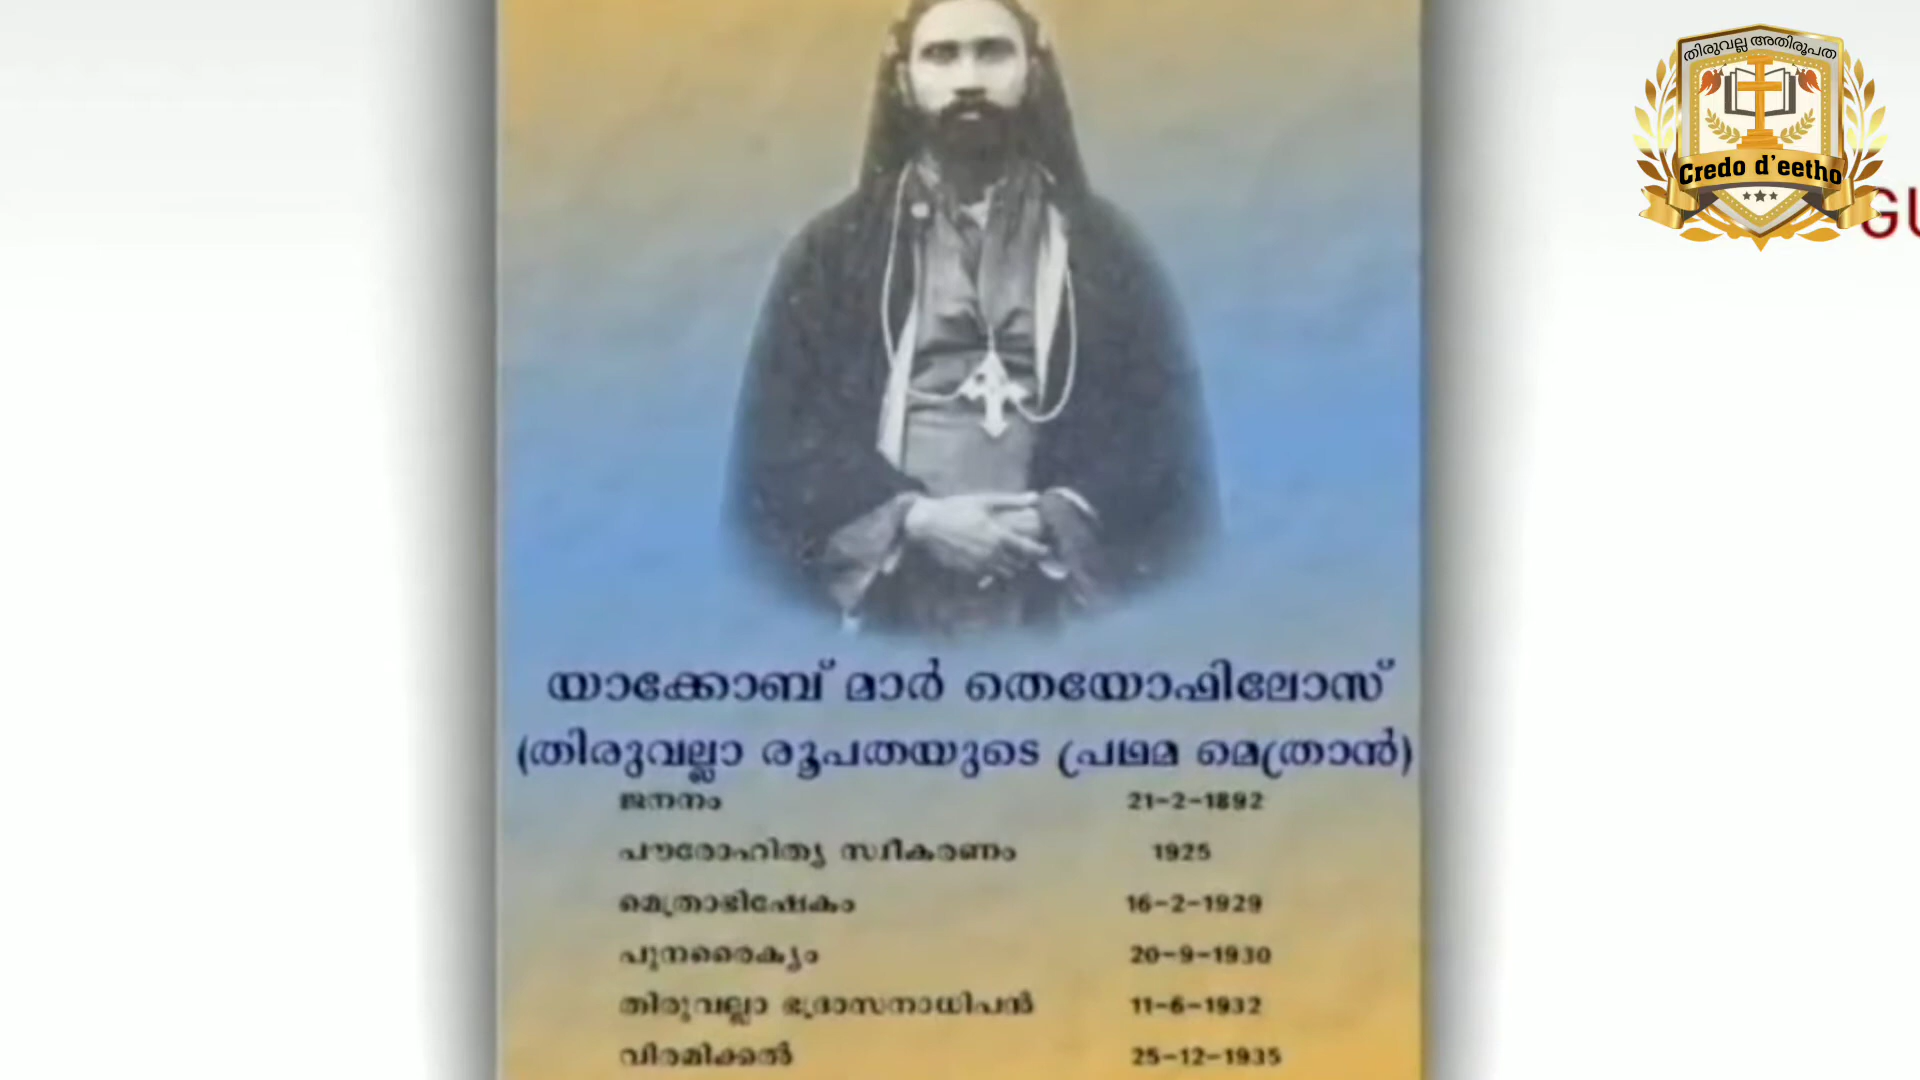 തിരുവല്ല അതിരൂപത
Credo d'eetho
GU
യാക്കോബ് മാർ തെയോഷിലോസ്
(തിരുവല്ലാ രൂപതയുടെ പ്രഥമ മെത്രാൻ)
ജനനം 21-2-1892
പൗരോഹിത്യ സ്വീകരണം 1925
മെത്രാഭിഷേകം 16-2-1929
പുനരൈക്യം 20-9-1930
തിരുവല്ലാ ഭദ്രാസനാധിപൻ 11-6-1932
വിരമിക്കൽ 25-12-1935